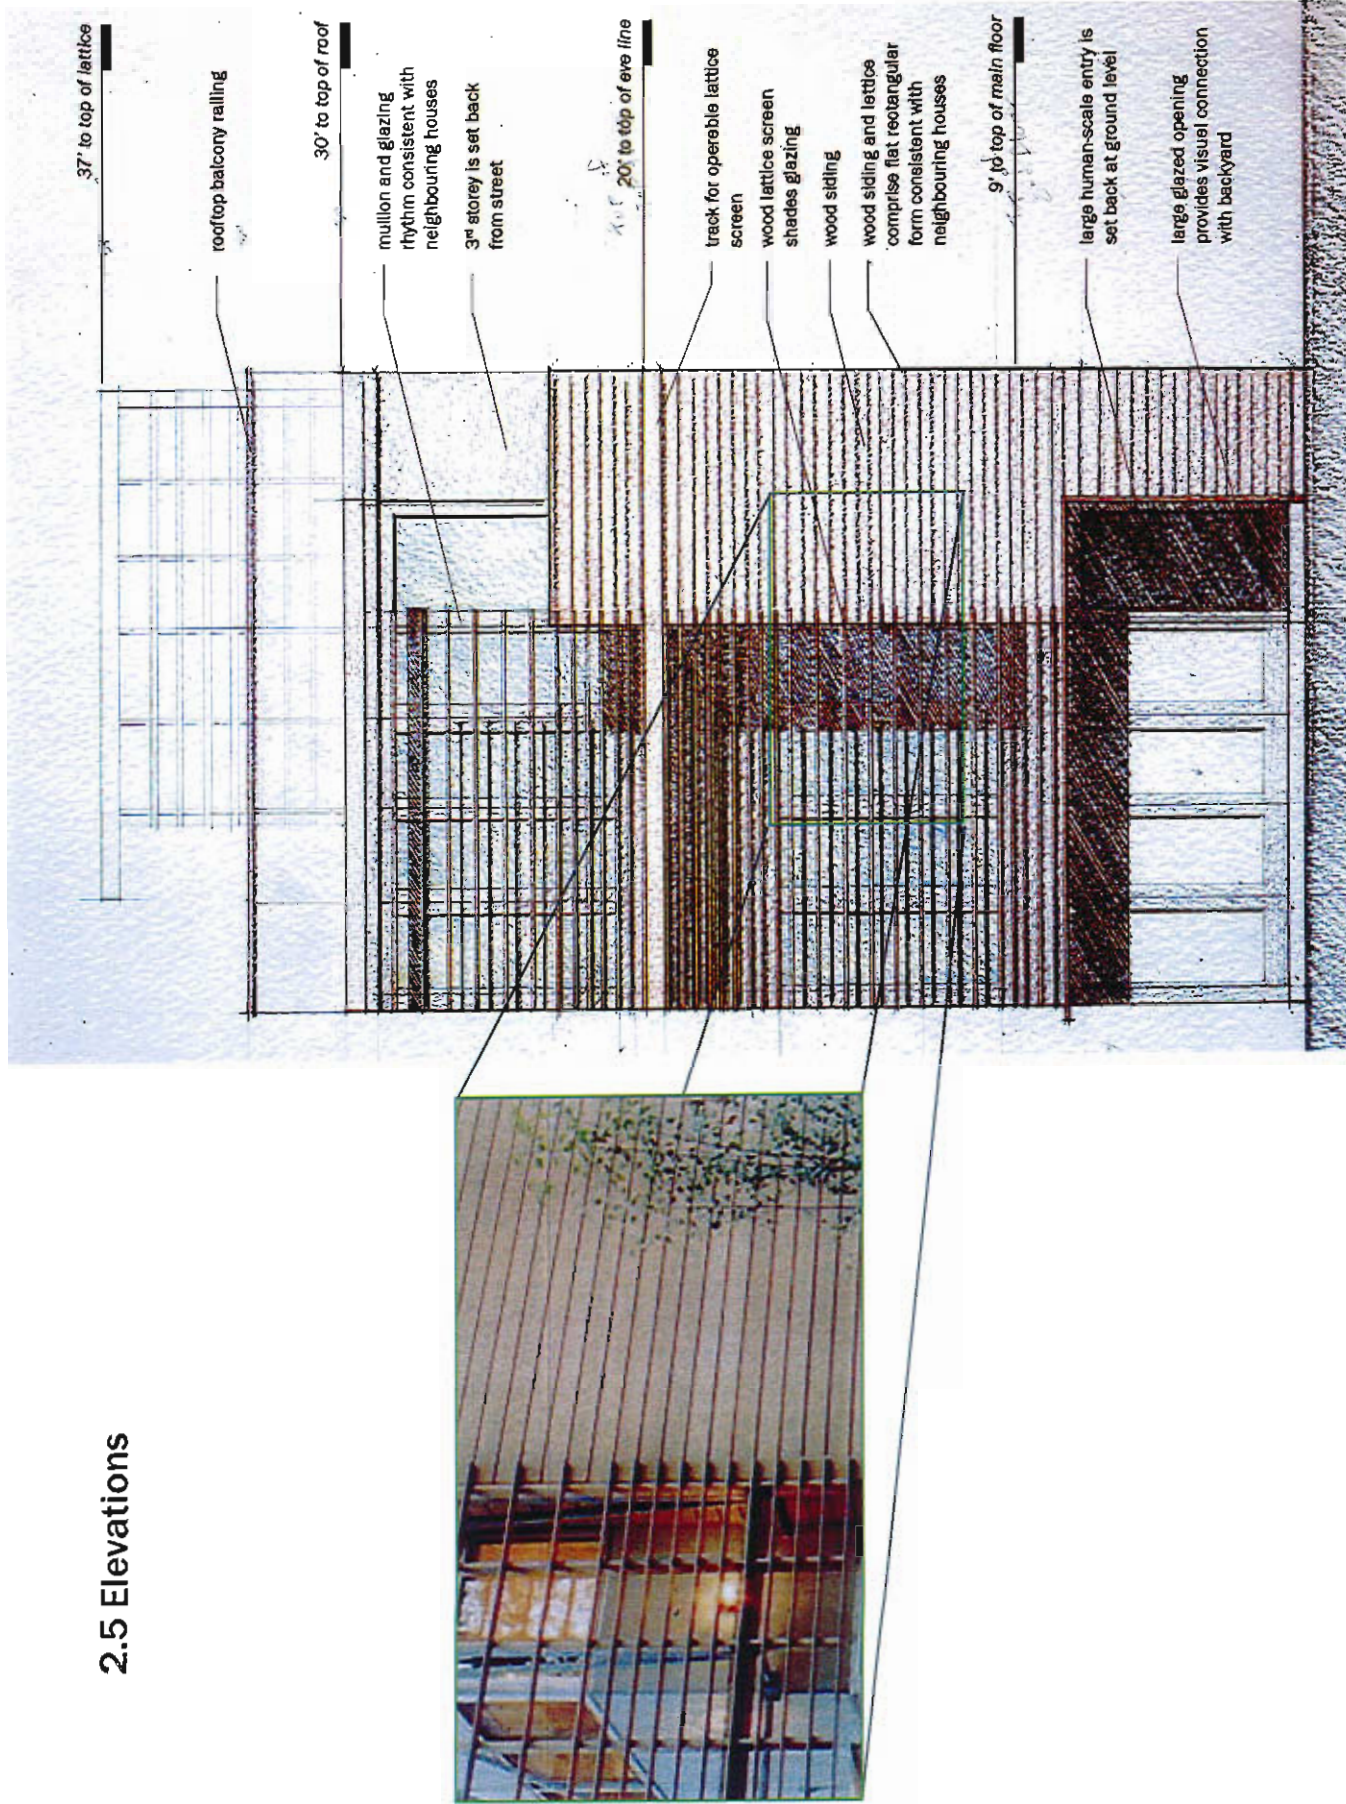 2.5 Elevations
37' to top of lattice
rooftop balcony railing
30' to top of roof
mullion and glazing
rhythm consistent with
neighbouring houses
3rd storey is set back
from street
20' to top of eve line
track for opereble lattice
screen
wood lattice screen
shades glazing
wood siding
wood siding and lattice
comprise flat rectangular
form consistent with
neighbouring houses
9' to top of main floor
large human-scale entry is
set back at ground level
large glazed opening
provides visual connection
with backyard